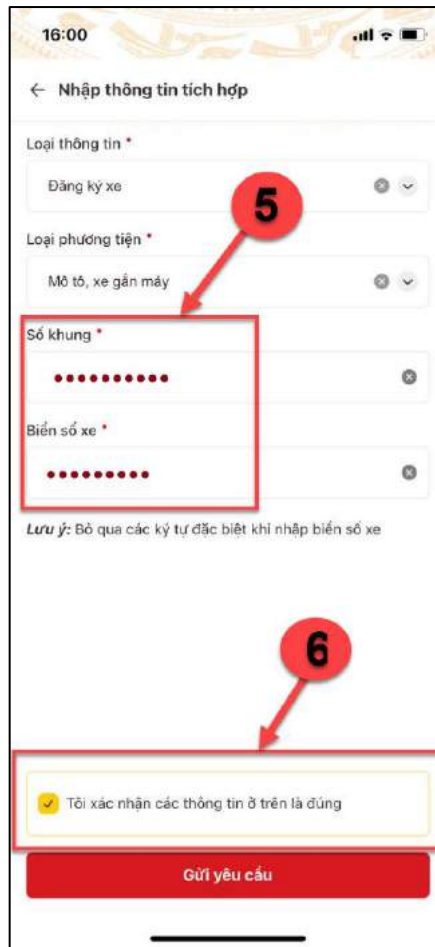 16:00
← Nhập thông tin tích hợp
Loại thông tin *
Đăng ký xe
5
Loại phương tiện *
Mô tô, xe gắn máy
Số khung *
••••••••••
Biển số xe *
•••••••••
Lưu ý: Bỏ qua các ký tự đặc biệt khi nhập biển số xe
6
Tôi xác nhận các thông tin ở trên là đúng
Gửi yêu cầu